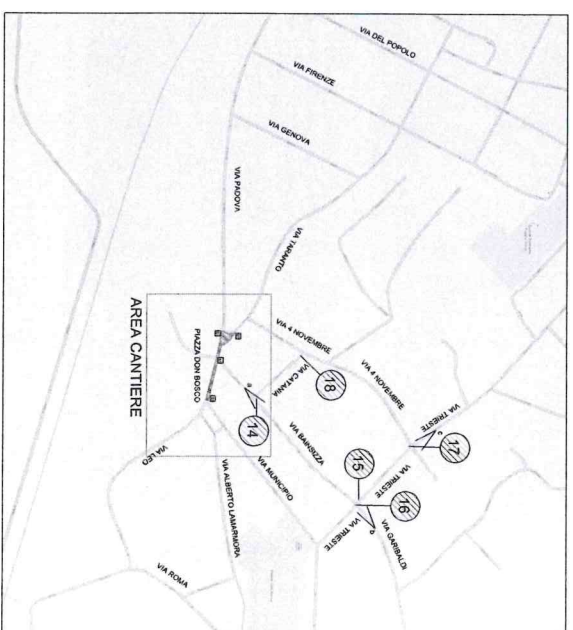 VIA DEL POPOLO
VIA FIRENZE
VIA GENOVA
VIA PADOVA
VIA TARANTO
AREA CANTIERE
PIAZZA DON BOSCO
VIA 4 NOVEMBRE
VIA CATANIA
18
VIA 4 NOVEMBRE
a
14
VIA BAINSIZZA
VIA TRIESTE
c
17
VIA TRIESTE
15
16
b
VIA TRIESTE
VIA GARIBALDI
VIA MUNICIPIO
VIA LEO
VIA ALBERTO LAMARMORA
VIA ROMA